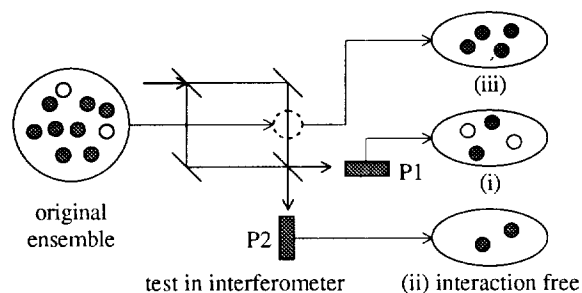 (iii)
P1
(i)
original
ensemble
P2
test in interferometer
(ii) interaction free